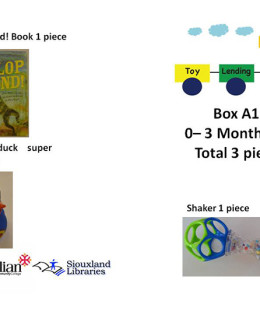 d! Book 1 piece
LOP
ND!
duck super
dian
Siouxland
Libraries
Toy Lending
Box A1
0– 3 Month
Total 3 pie
Shaker 1 piece